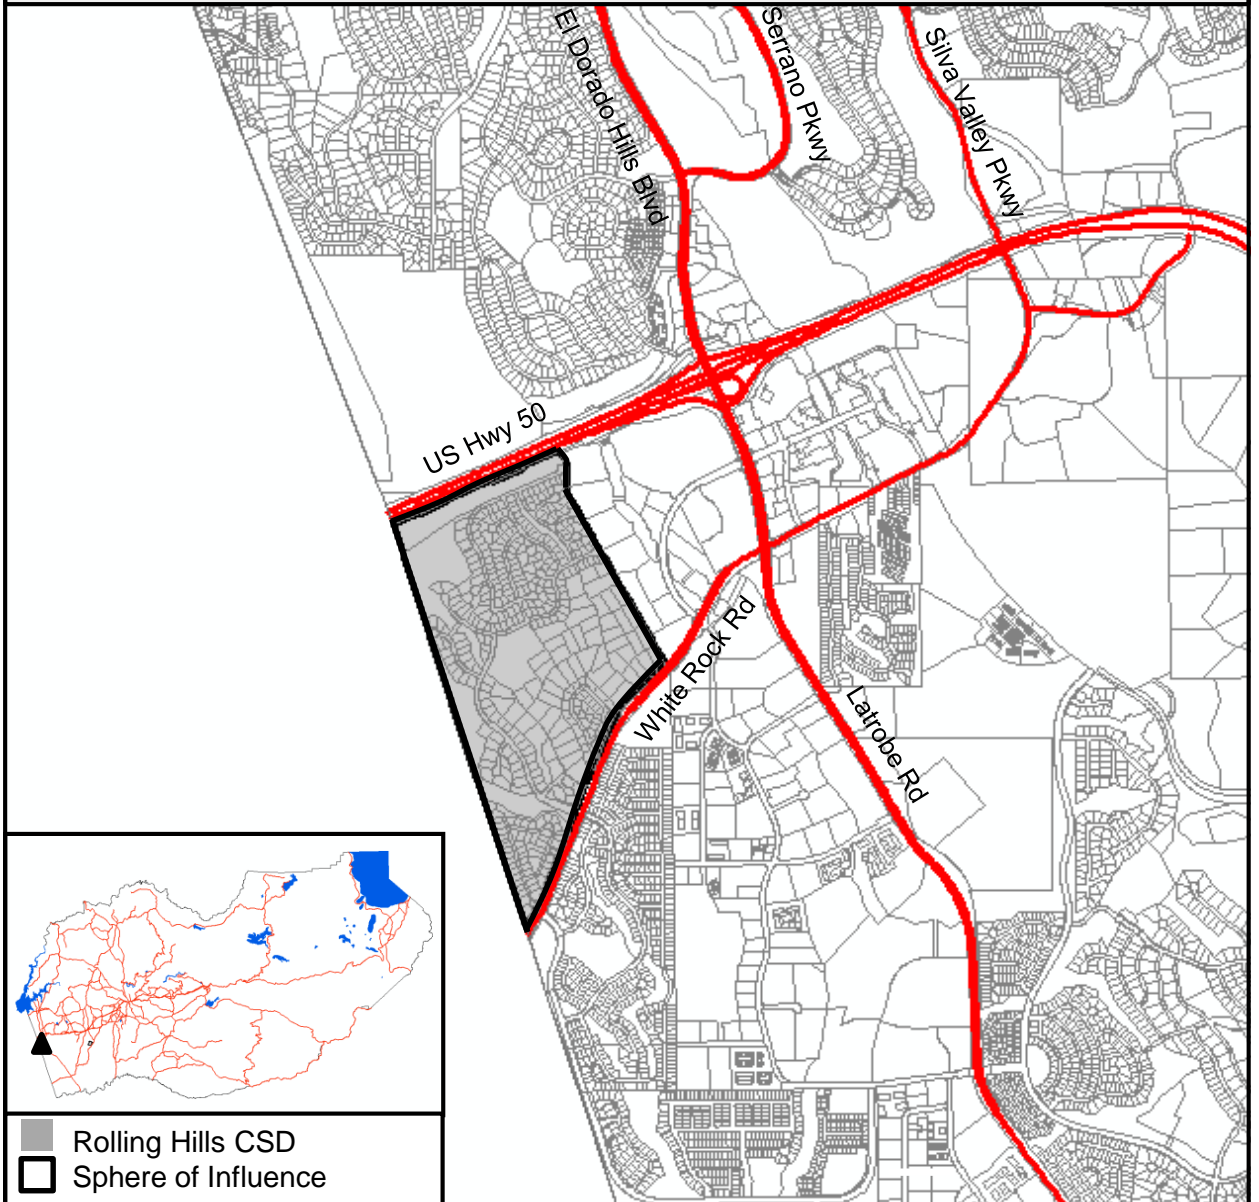 El Dorado Hills Blvd
Serrano Pkwy
Silva Valley Pkwy
US Hwy 50
White Rock Rd
Latrobe Rd
Rolling Hills CSD
Sphere of Influence